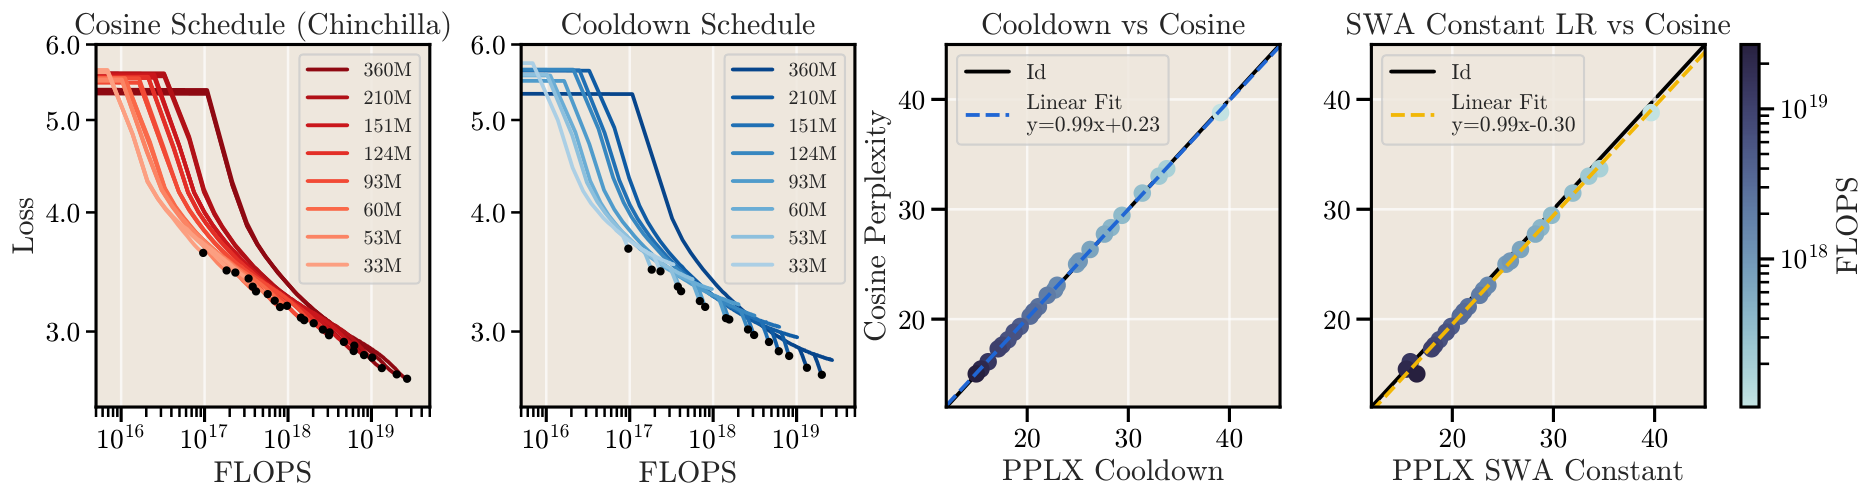 Cosine Schedule (Chinchilla)
Loss
6.0
5.0
4.0
3.0
360M
210M
151M
124M
93M
60M
53M
33M
10^16
10^17
10^18
10^19
FLOPS
Cooldown Schedule
6.0
5.0
4.0
3.0
360M
210M
151M
124M
93M
60M
53M
33M
10^16
10^17
10^18
10^19
FLOPS
Cooldown vs Cosine
Cosine Perplexity
40
30
20
Id
Linear Fit
y=0.99x+0.23
20
30
40
PPLX Cooldown
SWA Constant LR vs Cosine
40
30
20
Id
Linear Fit
y=0.99x-0.30
20
30
40
PPLX SWA Constant
10^19
10^18
FLOPS